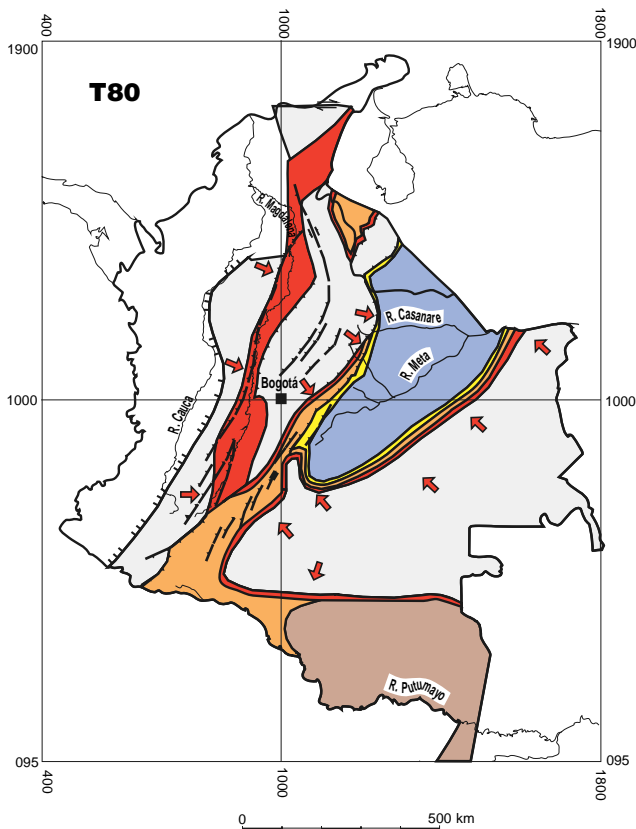 400
1000
1800
1900
1900
T80
R. Magdalena
R. Casanare
R. Meta
Bogotá
R. Cauca
1000
1000
R. Putumayo
095
095
400
1000
1800
0
500 km